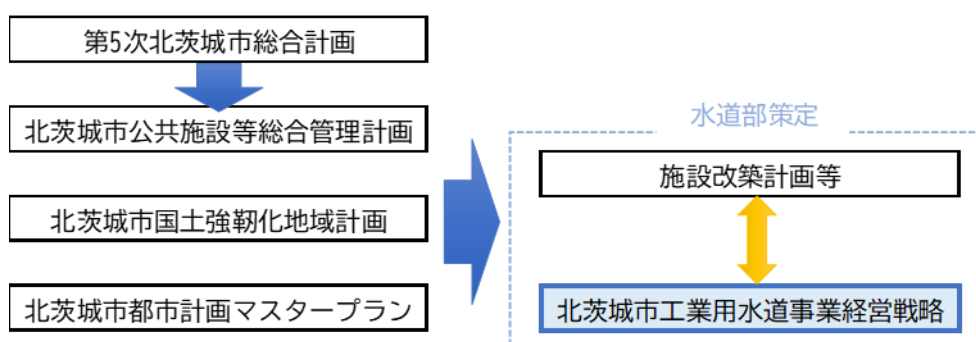 第5次北茨城市総合計画
北茨城市公共施設等総合管理計画
北茨城市国土強靭化地域計画
北茨城市都市計画マスタープラン
水道部策定
施設改築計画等
北茨城市工業用水道事業経営戦略